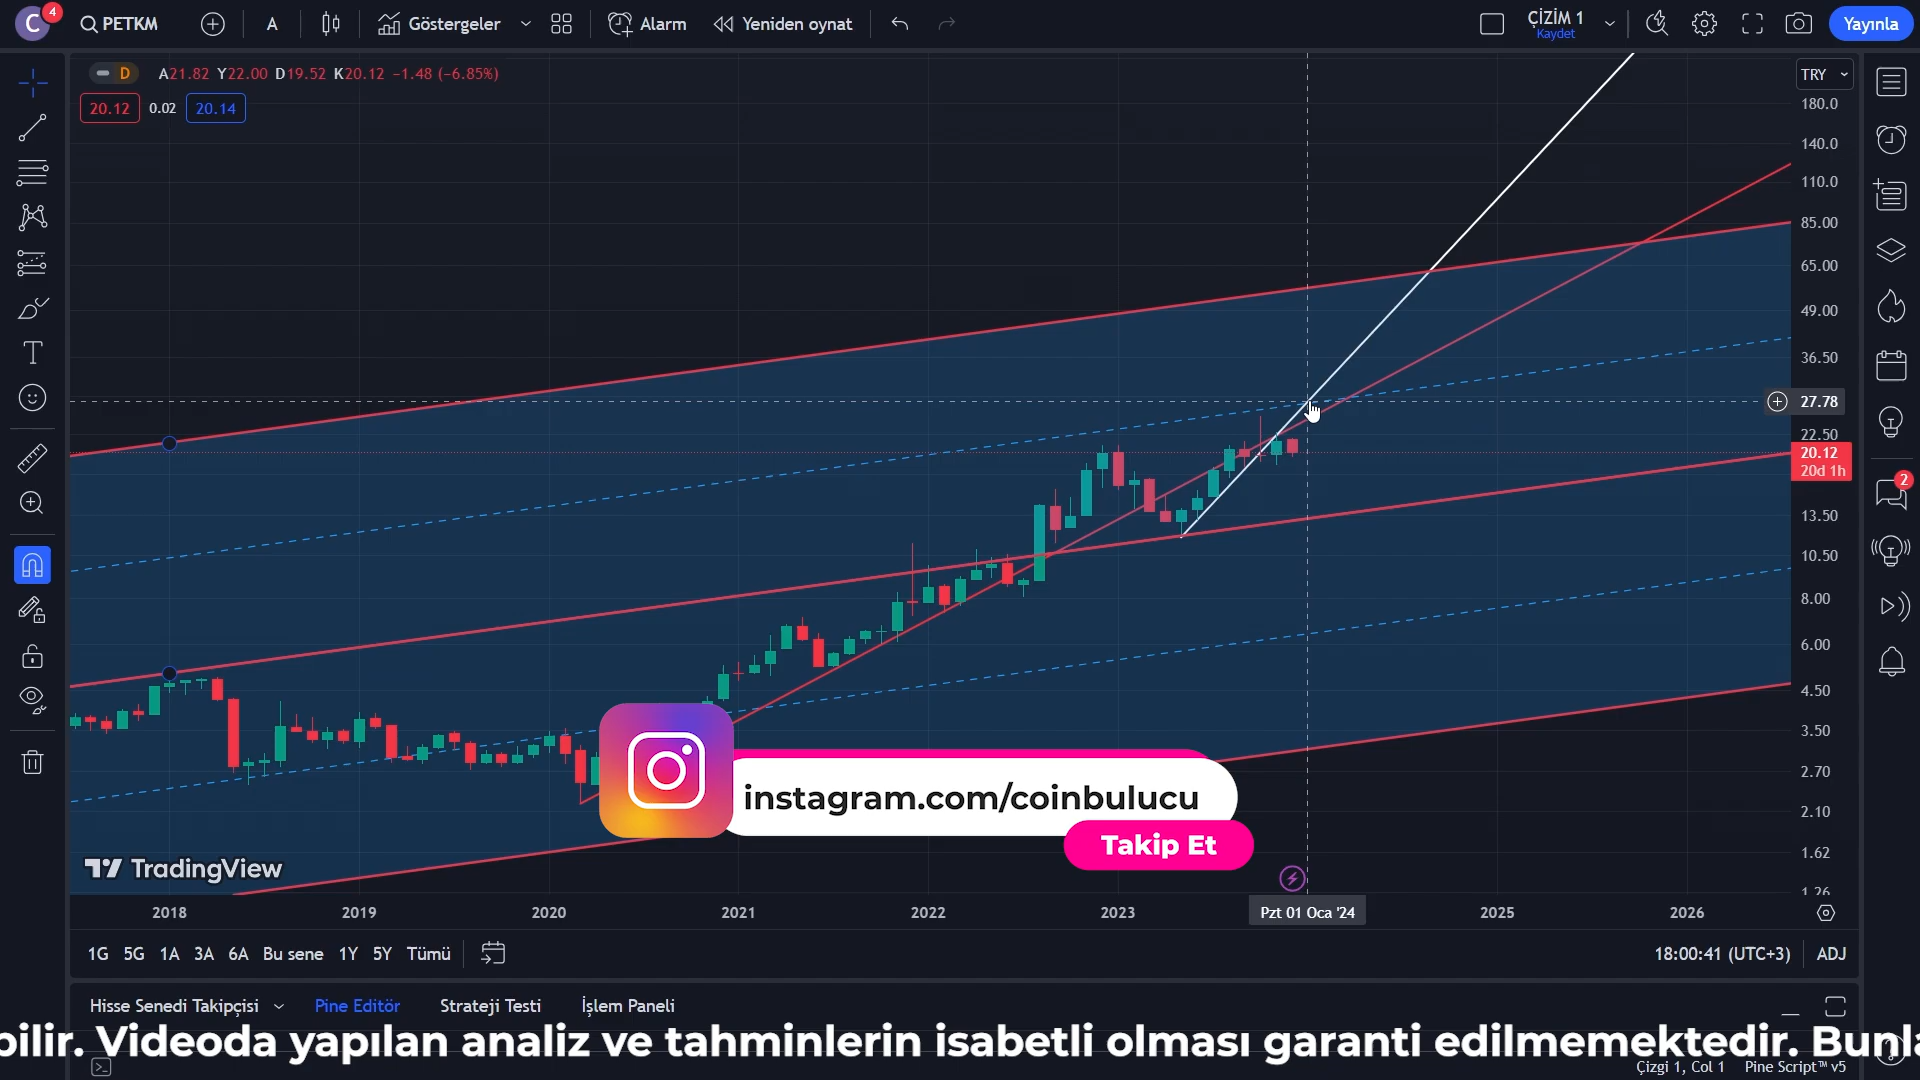 C 4 PETKM A Göstergeler Alarm Yeniden oynat ÇİZİM 1 Kaydet Yayınla
D A21.82 Y22.00 D19.52 K20.12 −1.48 (−6.85%)
20.12 0.02 20.14
TRY
180.0
140.0
110.0
85.00
65.00
49.00
36.50
27.78
22.50
20.12
20d 1h
2
13.50
10.50
8.00
6.00
4.50
3.50
2.70
2.10
1.62
1.26
instagram.com/coinbulucu
Takip Et
TradingView
2018 2019 2020 2021 2022 2023 Pzt 01 Oca '24 2025 2026
1G 5G 1A 3A 6A Bu sene 1Y 5Y Tümü 18:00:41 (UTC+3) ADJ
Hisse Senedi Takipçisi Pine Editör Strateji Testi İşlem Paneli
bilir. Videoda yapılan analiz ve tahminlerin isabetli olması garanti edilmemektedir. Bunla
Çizgi 1, Col 1 Pine Script™ v5